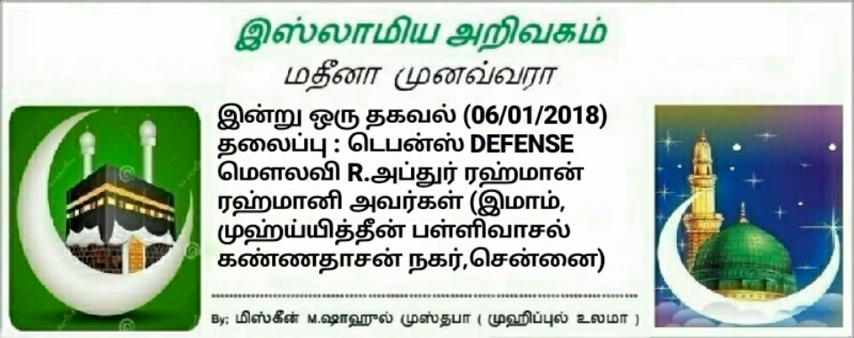 இஸ்லாமிய அறிவகம்
மதீனா முனவ்வரா
இன்று ஒரு தகவல் (06/01/2018)
தலைப்பு : டெபன்ஸ் DEFENSE
மௌலவி R.அப்துர் ரஹ்மான்
ரஹ்மானி அவர்கள் (இமாம்,
முஹ்ய்யித்தீன் பள்ளிவாசல்
கண்ணதாசன் நகர்,சென்னை)
By; மிஸ்கீன் M.ஷாஹுல் முஸ்தபா ( முஹிப்புல் உலமா )